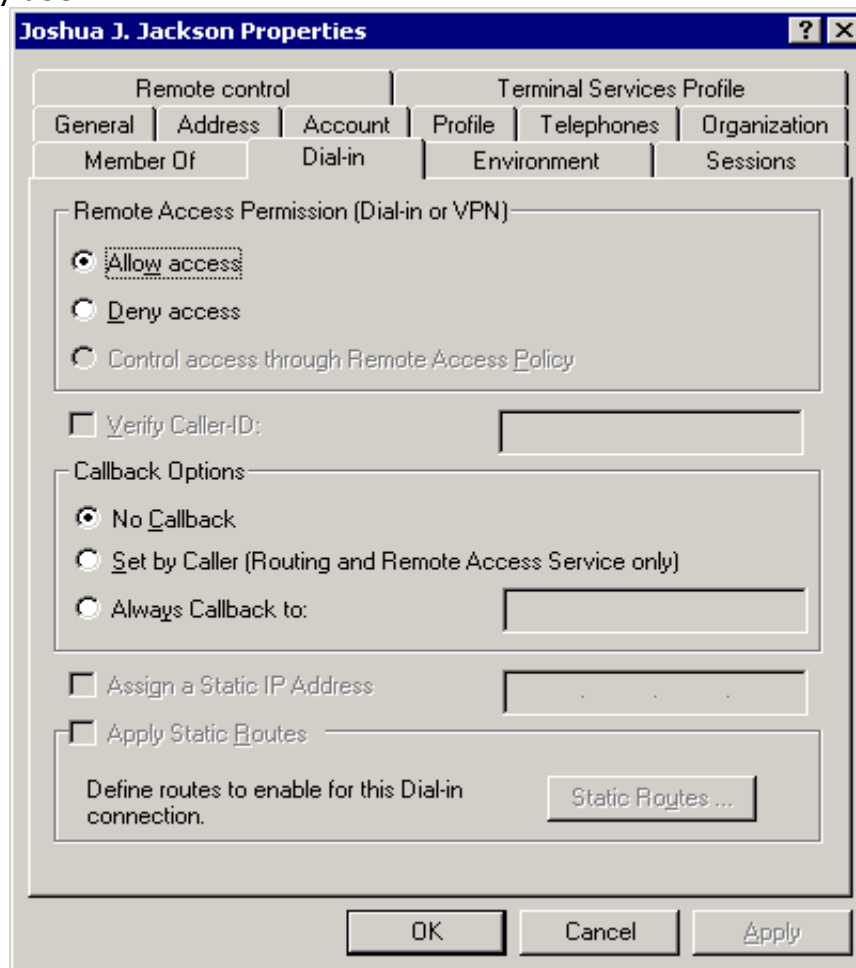 Joshua J. Jackson Properties
Remote control Terminal Services Profile
General Address Account Profile Telephones Organization
Member Of Dial-in Environment Sessions
Remote Access Permission (Dial-in or VPN)
Allow access
Deny access
Control access through Remote Access Policy
Verify Caller-ID:
Callback Options
No Callback
Set by Caller (Routing and Remote Access Service only)
Always Callback to:
Assign a Static IP Address
Apply Static Routes
Define routes to enable for this Dial-in
connection.
Static Routes ...
OK Cancel Apply